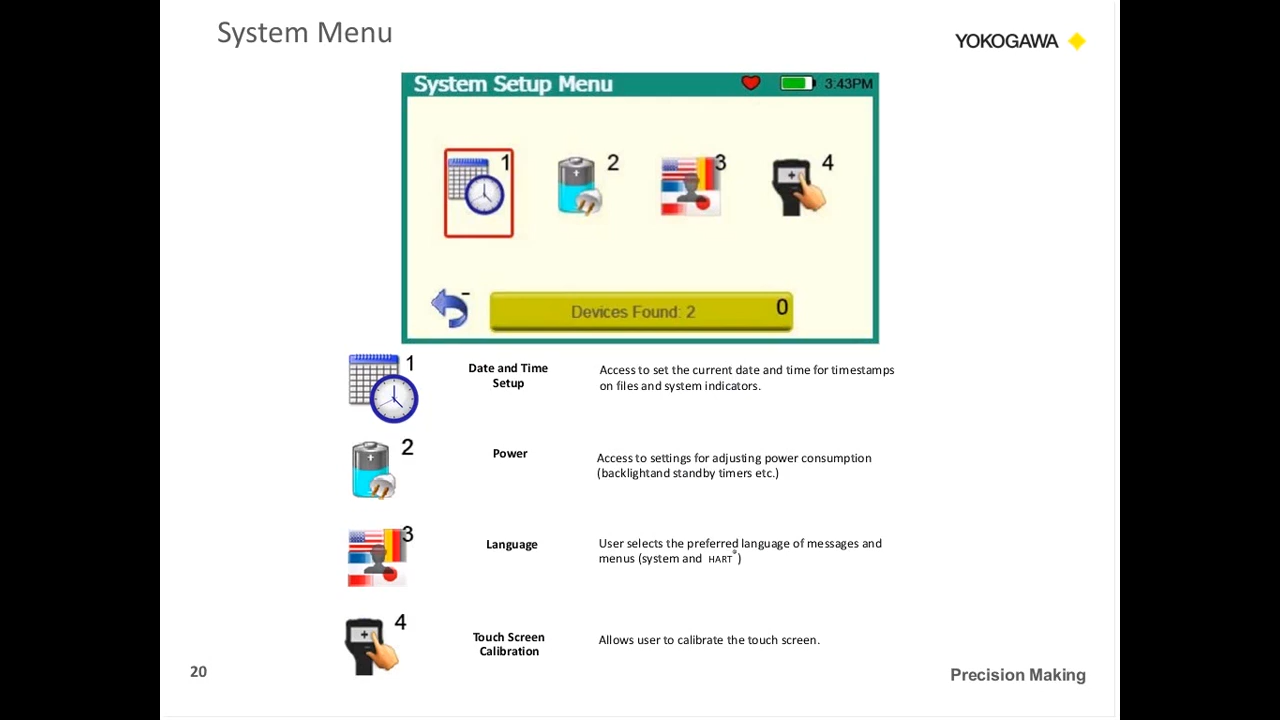 System Menu
YOKOGAWA
System Setup Menu
3:43PM
1
2
3
4
-
Devices Found: 2
0
1
Date and Time
Setup
Access to set the current date and time for timestamps
on files and system indicators.
2
Power
Access to settings for adjusting power consumption
(backlightand standby timers etc.)
3
Language
User selects the preferred language of messages and
menus (system and HART®)
4
Touch Screen
Calibration
Allows user to calibrate the touch screen.
20
Precision Making